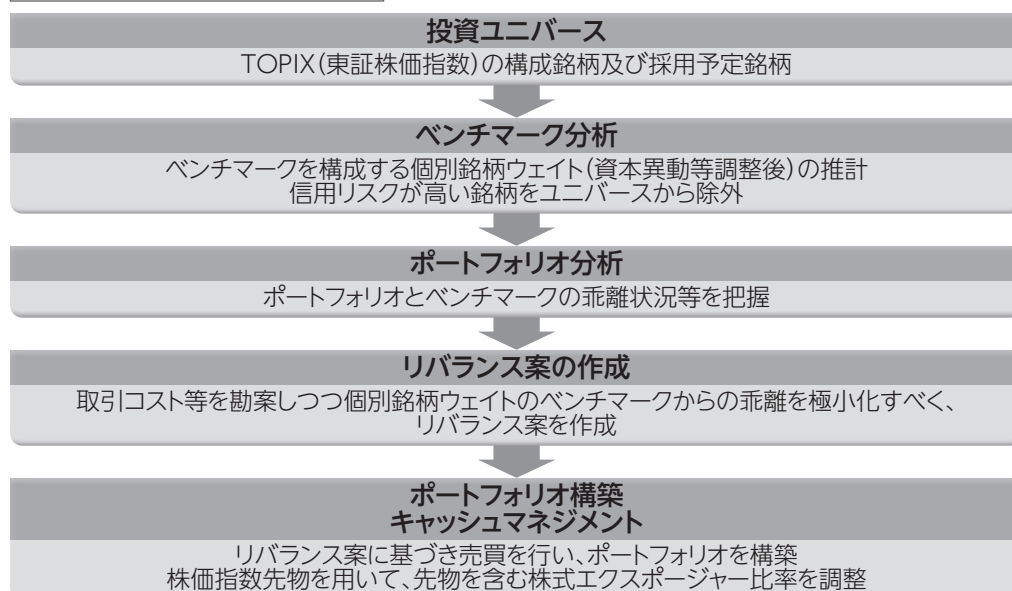 投資ユニバース
TOPIX(東証株価指数)の構成銘柄及び採用予定銘柄
ベンチマーク分析
ベンチマークを構成する個別銘柄ウェイト(資本異動等調整後)の推計
信用リスクが高い銘柄をユニバースから除外
ポートフォリオ分析
ポートフォリオとベンチマークの乖離状況等を把握
リバランス案の作成
取引コスト等を勘案しつつ個別銘柄ウェイトのベンチマークからの乖離を極小化すべく、
リバランス案を作成
ポートフォリオ構築
キャッシュマネジメント
リバランス案に基づき売買を行い、ポートフォリオを構築
株価指数先物を用いて、先物を含む株式エクスポージャー比率を調整